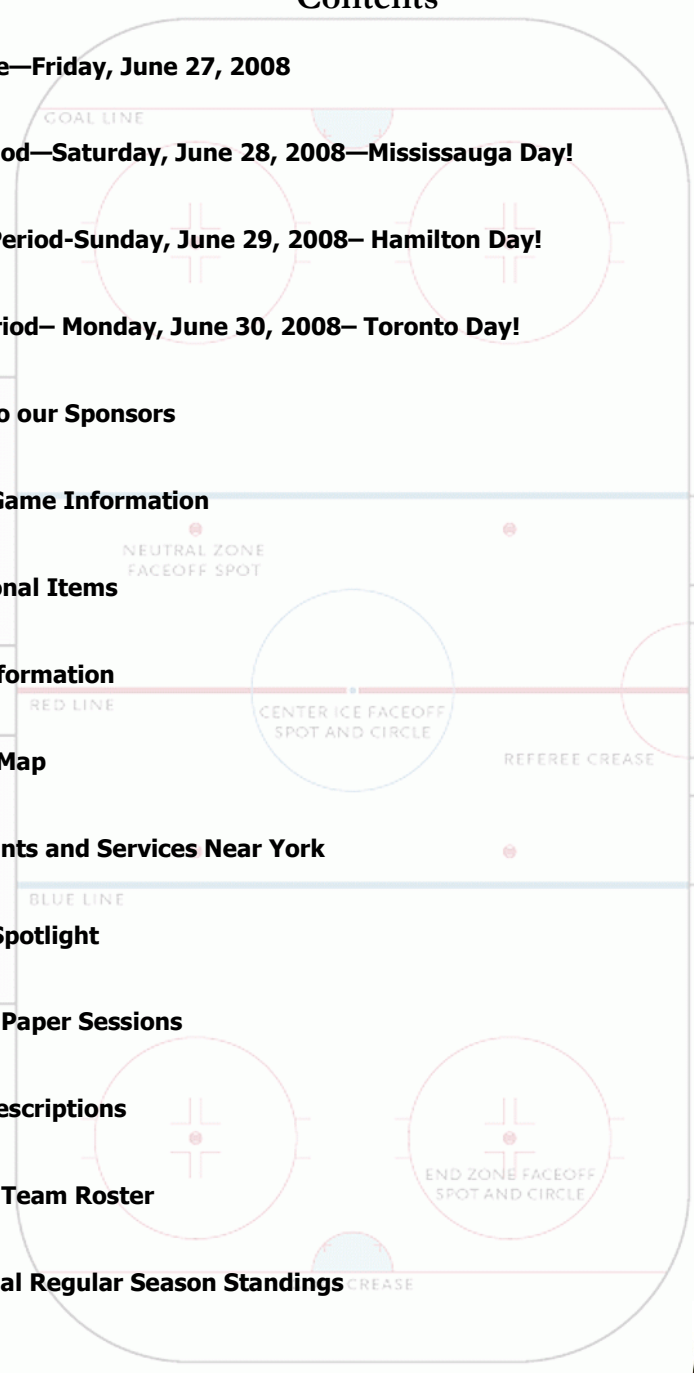 Contents
e—Friday, June 27, 2008
GOAL LINE
od—Saturday, June 28, 2008—Mississauga Day!
Period-Sunday, June 29, 2008– Hamilton Day!
riod– Monday, June 30, 2008– Toronto Day!
o our Sponsors
Game Information
NEUTRAL ZONE
FACEOFF SPOT
onal Items
formation
RED LINE
CENTER ICE FACEOFF
SPOT AND CIRCLE
REFEREE CREASE
Map
nts and Services Near York
BLUE LINE
Spotlight
Paper Sessions
escriptions
END ZONE FACEOFF
SPOT AND CIRCLE
Team Roster
al Regular Season Standings
CREASE